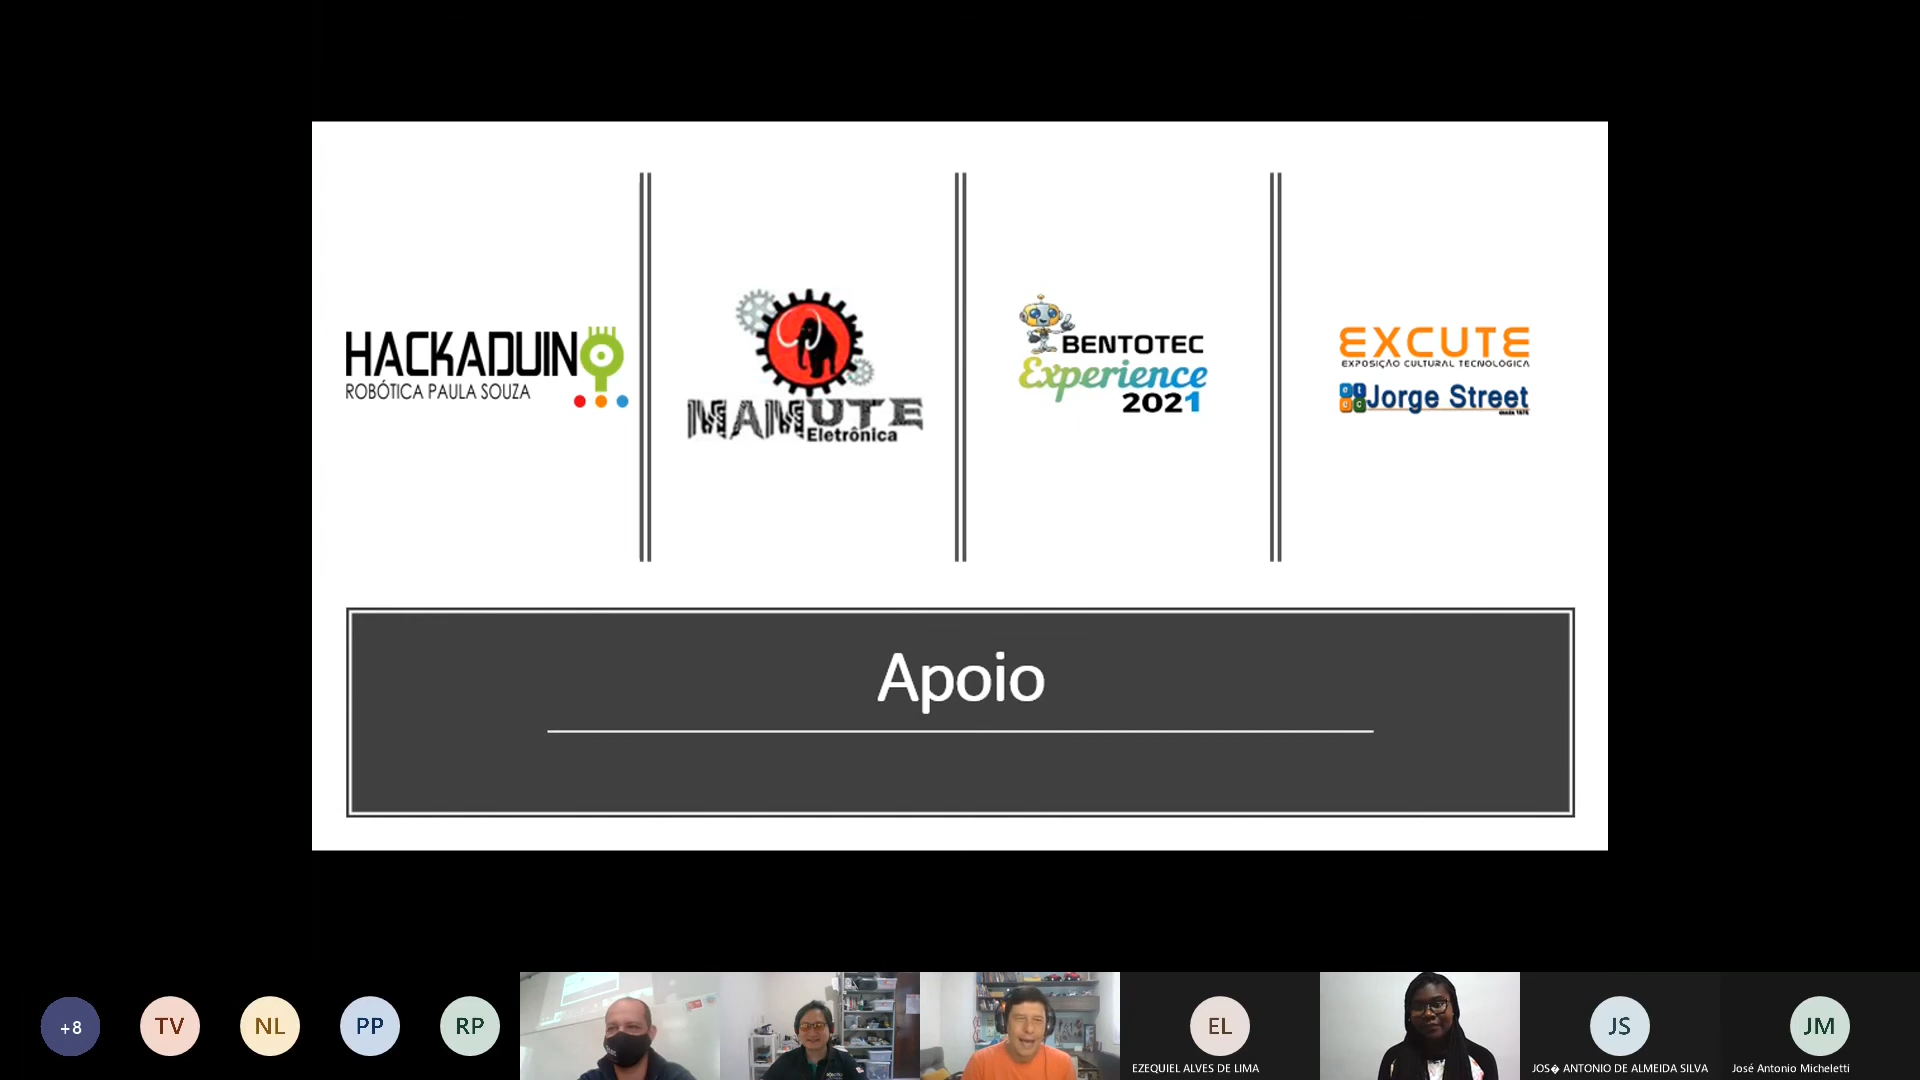 HACKADUINO
ROBÓTICA PAULA SOUZA
MAMUTE
Eletrônica
BENTOTEC
Experience
2021
EXCUTE
EXPOSIÇÃO CULTURAL TECNOLÓGICA
etec
Jorge Street
Apoio
+8
TV
NL
PP
RP
EL
EZEQUIEL ALVES DE LIMA
JS
JOS� ANTONIO DE ALMEIDA SILVA
JM
José Antonio Micheletti